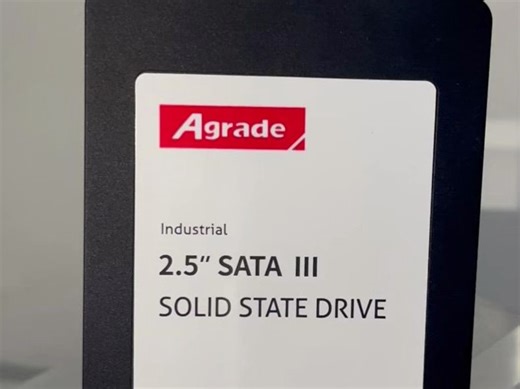 Agrade
Industrial
2.5" SATA III
SOLID STATE DRIVE